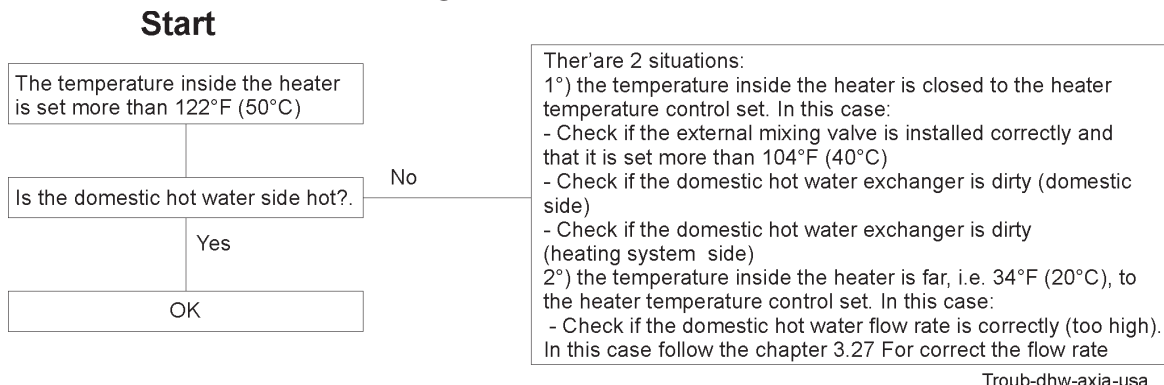 Start
The temperature inside the heater
is set more than 122°F (50°C)
Is the domestic hot water side hot?.
No
Yes
OK
Ther'are 2 situations:
1°) the temperature inside the heater is closed to the heater
temperature control set. In this case:
- Check if the external mixing valve is installed correctly and
that it is set more than 104°F (40°C)
- Check if the domestic hot water exchanger is dirty (domestic
side)
- Check if the domestic hot water exchanger is dirty
(heating system  side)
2°) the temperature inside the heater is far, i.e. 34°F (20°C), to
the heater temperature control set. In this case:
- Check if the domestic hot water flow rate is correctly (too high).
In this case follow the chapter 3.27 For correct the flow rate
Troub-dhw-axia-usa